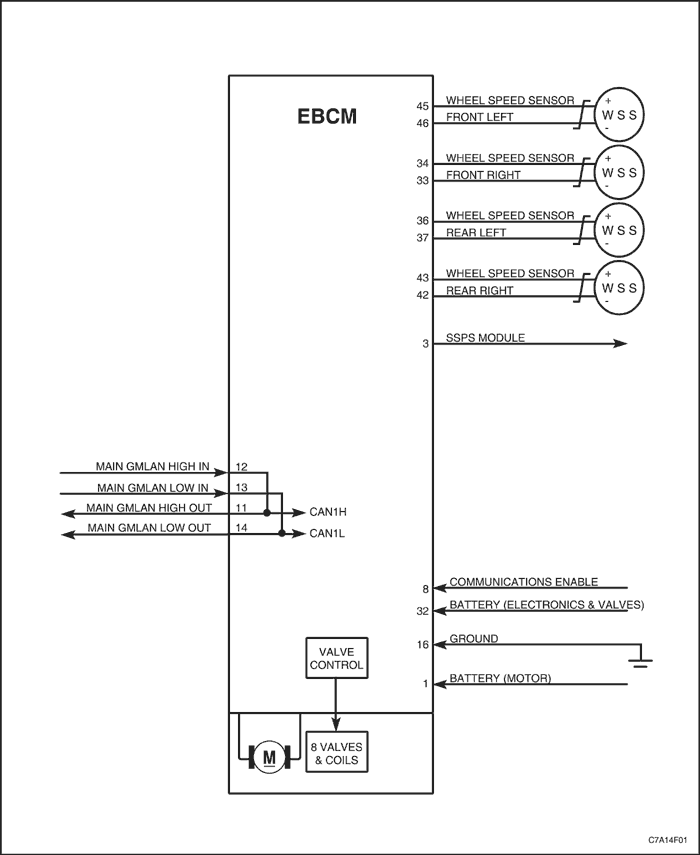 EBCM
45 WHEEL SPEED SENSOR
46 FRONT LEFT
+
W S S
-
34 WHEEL SPEED SENSOR
33 FRONT RIGHT
+
W S S
-
36 WHEEL SPEED SENSOR
37 REAR LEFT
+
W S S
-
43 WHEEL SPEED SENSOR
42 REAR RIGHT
+
W S S
-
3 SSPS MODULE
MAIN GMLAN HIGH IN 12
MAIN GMLAN LOW IN 13
MAIN GMLAN HIGH OUT 11 CAN1H
MAIN GMLAN LOW OUT 14 CAN1L
8 COMMUNICATIONS ENABLE
32 BATTERY (ELECTRONICS & VALVES)
16 GROUND
1 BATTERY (MOTOR)
VALVE
CONTROL
M
8 VALVES
& COILS
C7A14F01